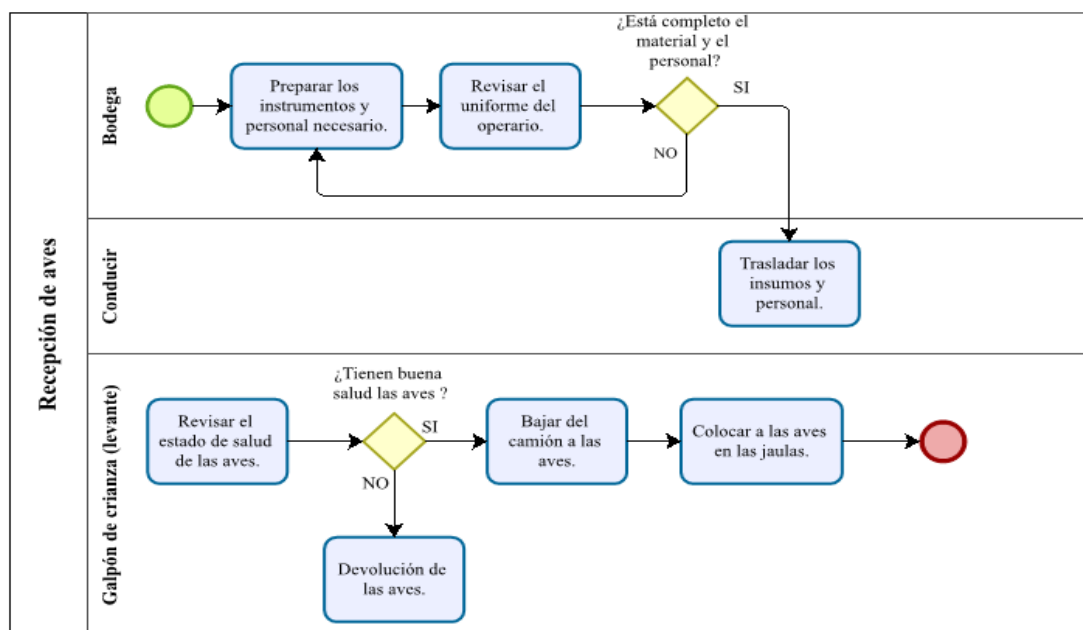 Recepción de aves
Bodega
Preparar los
instrumentos y
personal necesario.
Revisar el
uniforme del
operario.
¿Está completo el
material y el
personal?
SI
NO
Conducir
Trasladar los
insumos y
personal.
Galpón de crianza (levante)
Revisar el
estado de salud
de las aves.
¿Tienen buena
salud las aves ?
SI
NO
Bajar del
camión a las
aves.
Colocar a las aves
en las jaulas.
Devolución de
las aves.